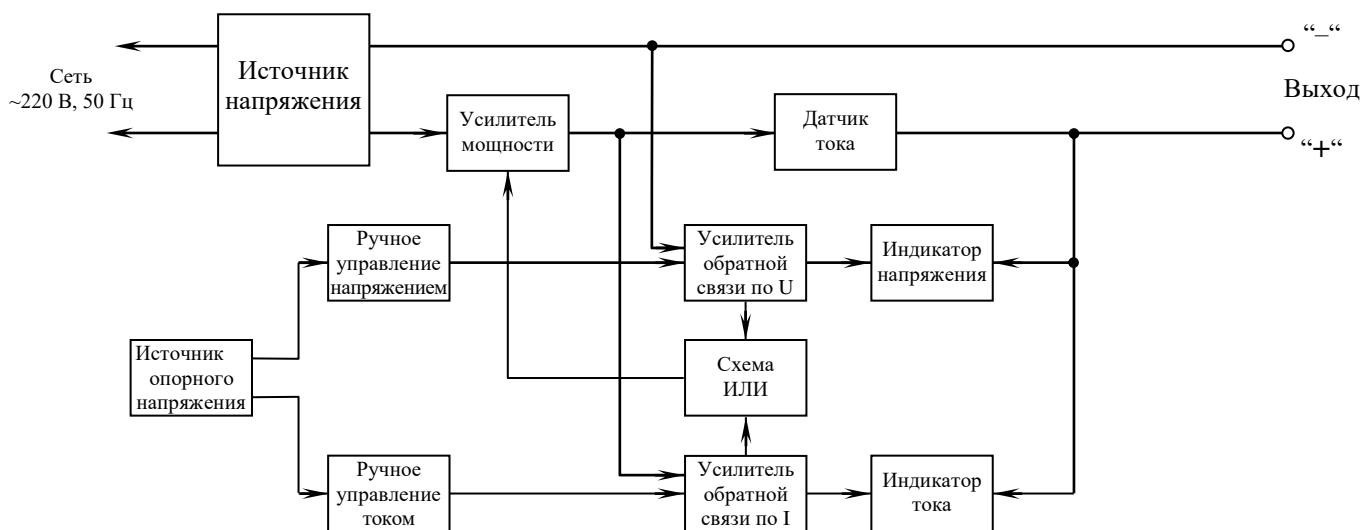 “–“
Источник
напряжения
Сеть
~220 В, 50 Гц
Выход
Усилитель
мощности
Датчик
тока
“+“
Ручное
управление
напряжением
Усилитель
обратной
связи по U
Индикатор
напряжения
Источник
опорного
напряжения
Схема
ИЛИ
Ручное
управление
током
Усилитель
обратной
связи по I
Индикатор
тока